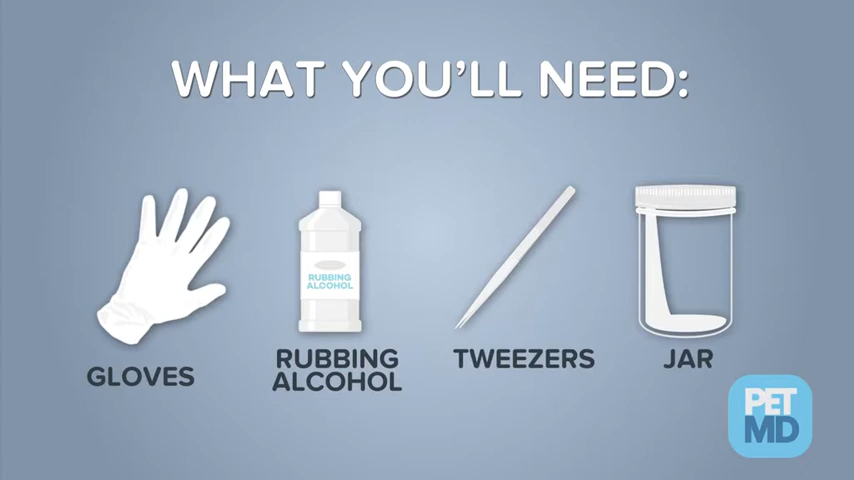 WHAT YOU'LL NEED:
RUBBING
ALCOHOL
GLOVES
RUBBING
ALCOHOL
TWEEZERS
JAR
PET
MD